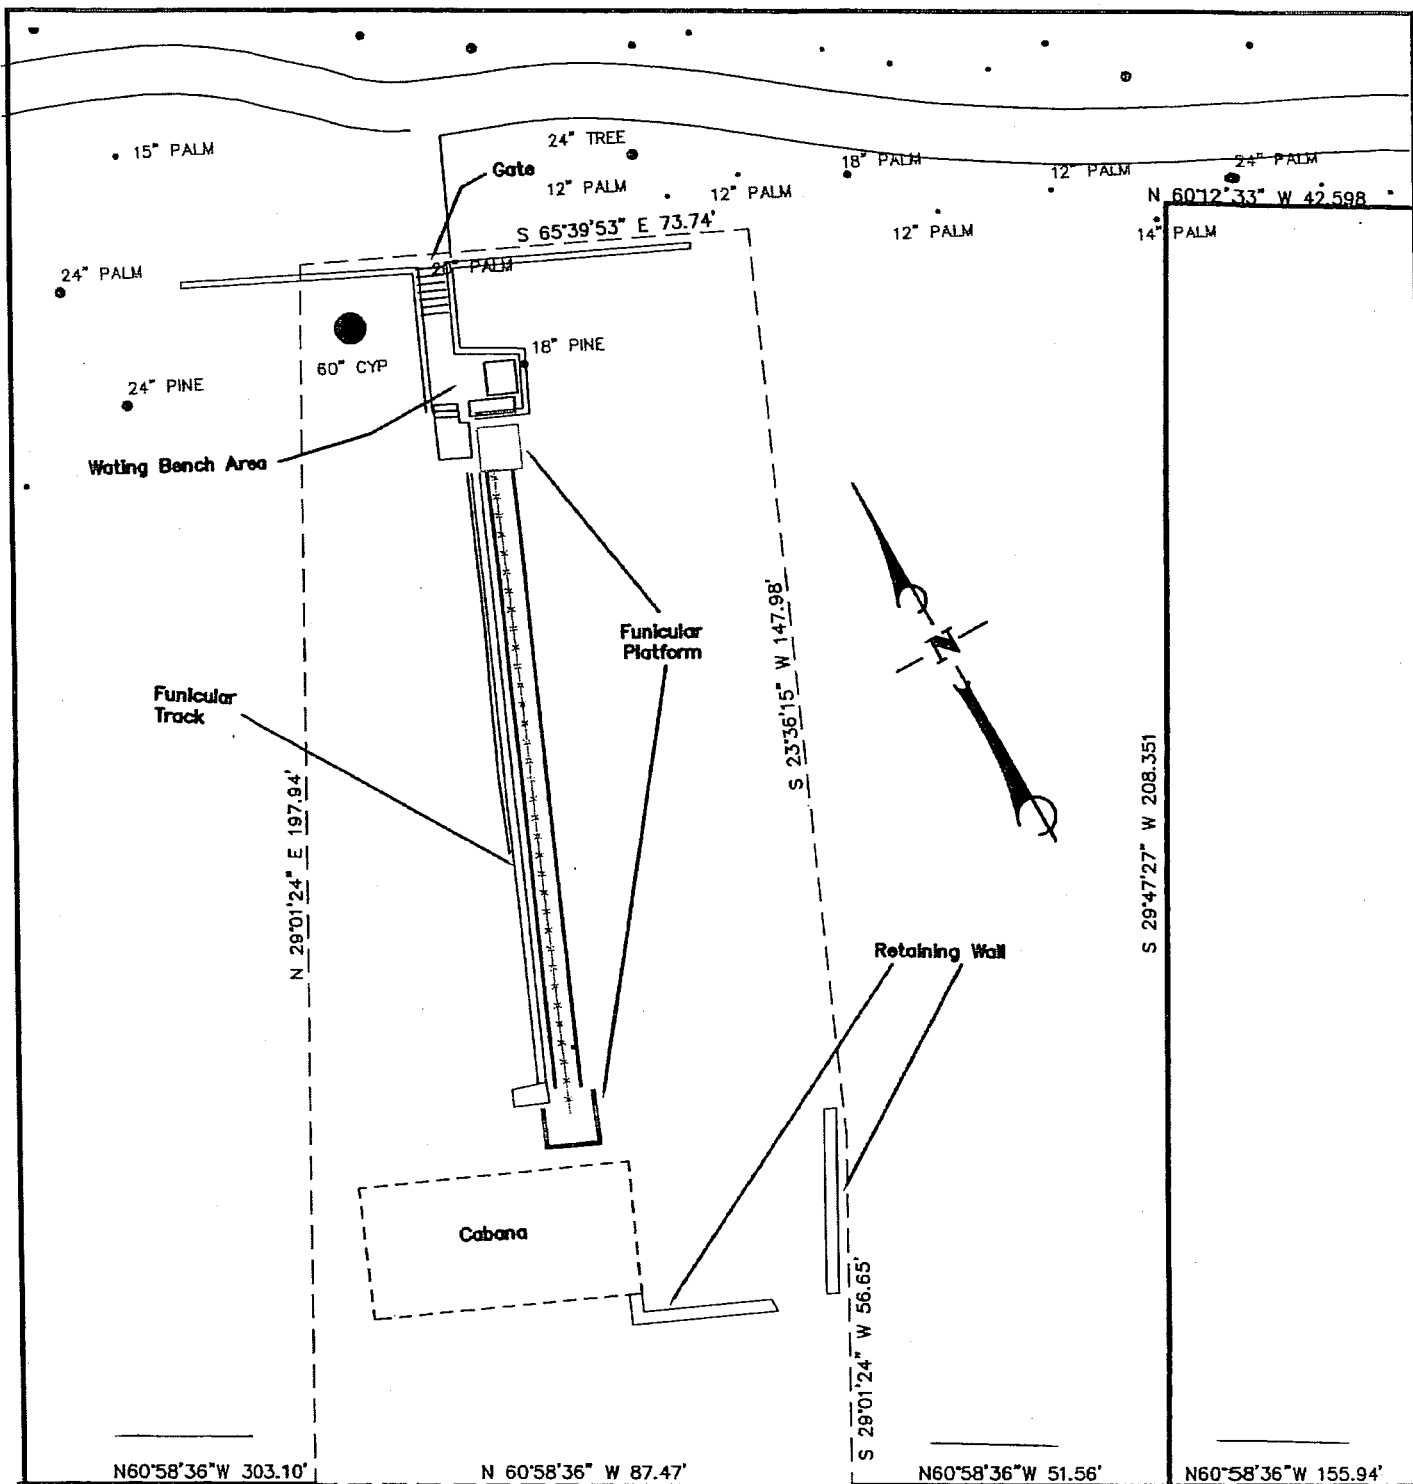 15" PALM
24" TREE
Gate
12" PALM
12" PALM
18" PALM
12" PALM
24" PALM
N 60°12'33" W 42.598
S 65°39'53" E 73.74'
12" PALM
14" PALM
24" PALM
PALM
60" CYP
18" PINE
24" PINE
Wating Bench Area
Funicular
Platform
N
Funicular
Track
N 29°01'24" E 197.94'
S 23°36'15" W 147.98'
S 29°47'27" W 208.351
Retaining Wall
Cabana
S 29°01'24" W 56.65'
N60°58'36"W 303.10'
N 60°58'36" W 87.47'
N60°58'36"W 51.56'
N60°58'36"W 155.94'